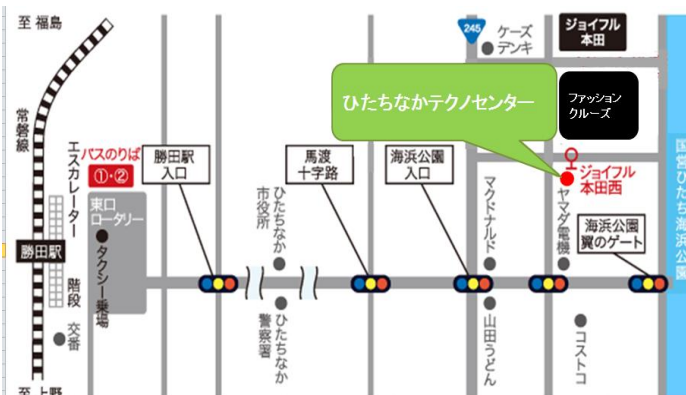 至 福島
常磐線
エスカレーター
バスのりば
①・②
東口
ロータリー
タクシー乗場
勝田駅
階段
交番
勝田駅
入口
ひたちなか
市役所
ひたちなか
警察署
馬渡
十字路
海浜公園
入口
245
ケーズ
デンキ
ジョイフル
本田
ひたちなかテクノセンター
ファッション
クルーズ
ジョイフル
本田西
マクドナルド
ヤマダ電機
海浜公園
翼のゲート
山田うどん
コストコ
国営ひたち海浜公園
至 上野